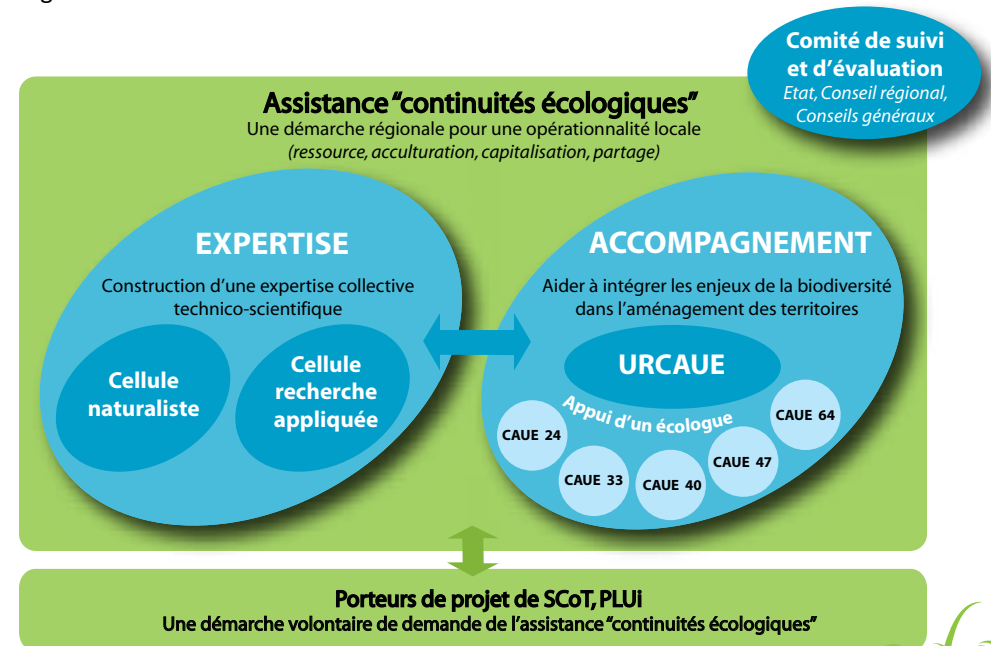 Comité de suivi
et d'évaluation
Etat, Conseil régional,
Conseils généraux
Assistance "continuités écologiques"
Une démarche régionale pour une opérationnalité locale
(ressource, acculturation, capitalisation, partage)
EXPERTISE
Construction d'une expertise collective
technico-scientifique
Cellule
naturaliste
Cellule
recherche
appliquée
ACCOMPAGNEMENT
Aider à intégrer les enjeux de la biodiversité
dans l'aménagement des territoires
URCAUE
Appui d'un écologue
CAUE 24
CAUE 33
CAUE 40
CAUE 47
CAUE 64
Porteurs de projet de SCoT, PLUi
Une démarche volontaire de demande de l'assistance "continuités écologiques"